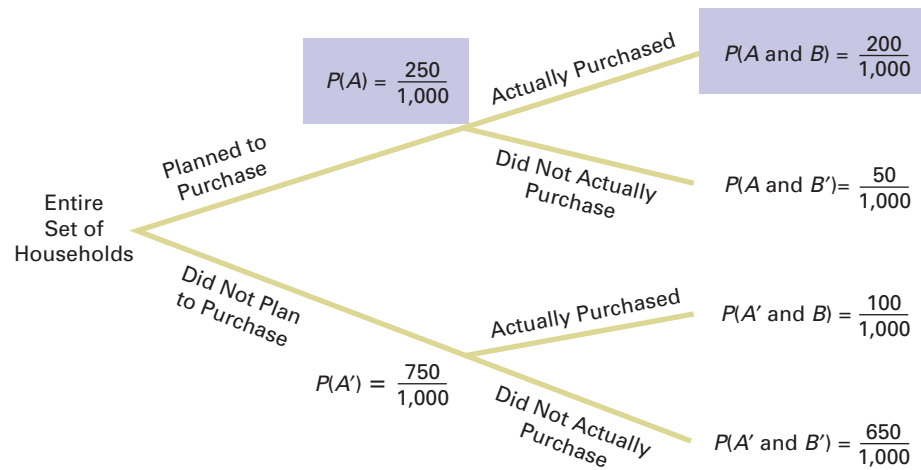 P(A) = 250/1,000
Actually Purchased
P(A and B) = 200/1,000
Planned to
Purchase
Did Not Actually
Purchase
P(A and B′)= 50/1,000
Entire
Set of
Households
Did Not Plan
to Purchase
Actually Purchased
P(A′ and B) = 100/1,000
P(A′) = 750/1,000
Did Not Actually
Purchase
P(A′ and B′) = 650/1,000